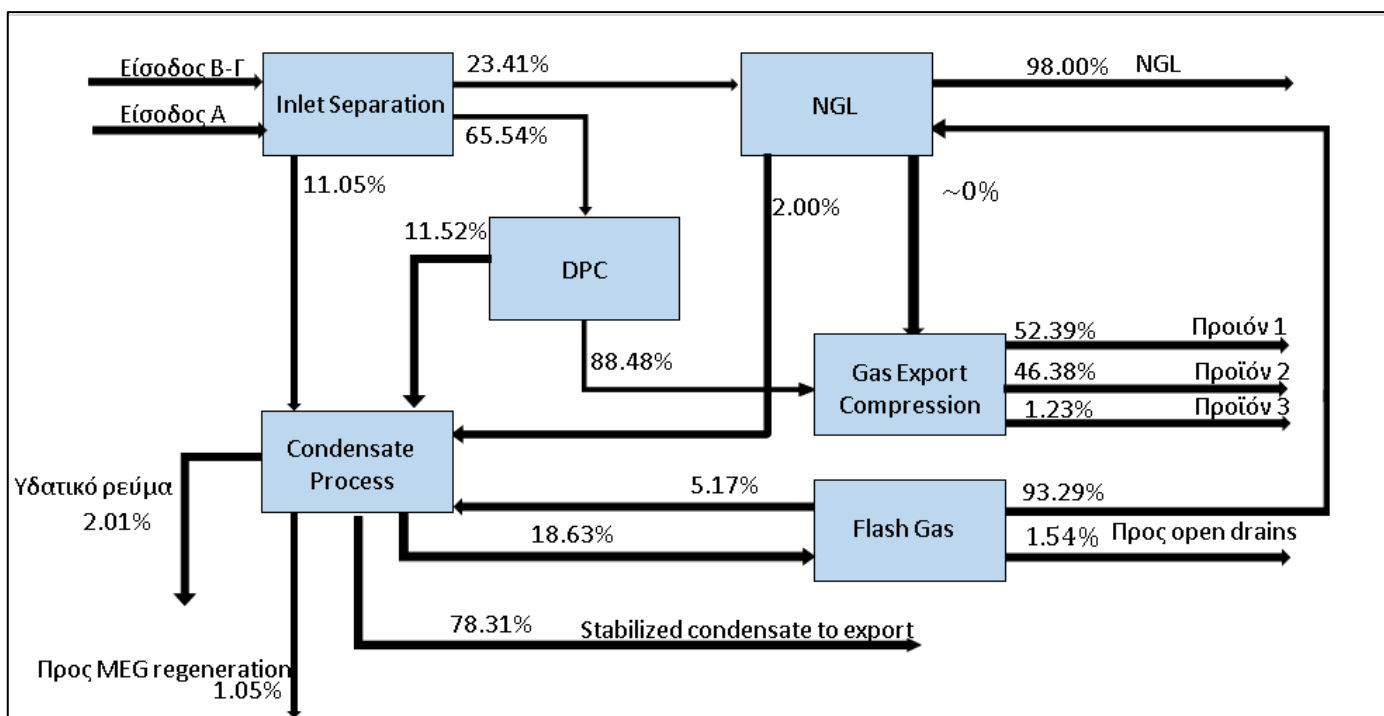 Είσοδος Β-Γ
Είσοδος Α
Inlet Separation
23.41%
65.54%
11.05%
NGL
98.00%
NGL
~0%
2.00%
11.52%
DPC
88.48%
Gas Export
Compression
52.39%
Προιόν 1
46.38%
Προϊόν 2
1.23%
Προϊόν 3
Condensate
Process
Υδατικό ρεύμα
2.01%
5.17%
18.63%
Flash Gas
93.29%
1.54%
Προς open drains
78.31%
Stabilized condensate to export
Προς MEG regeneration
1.05%